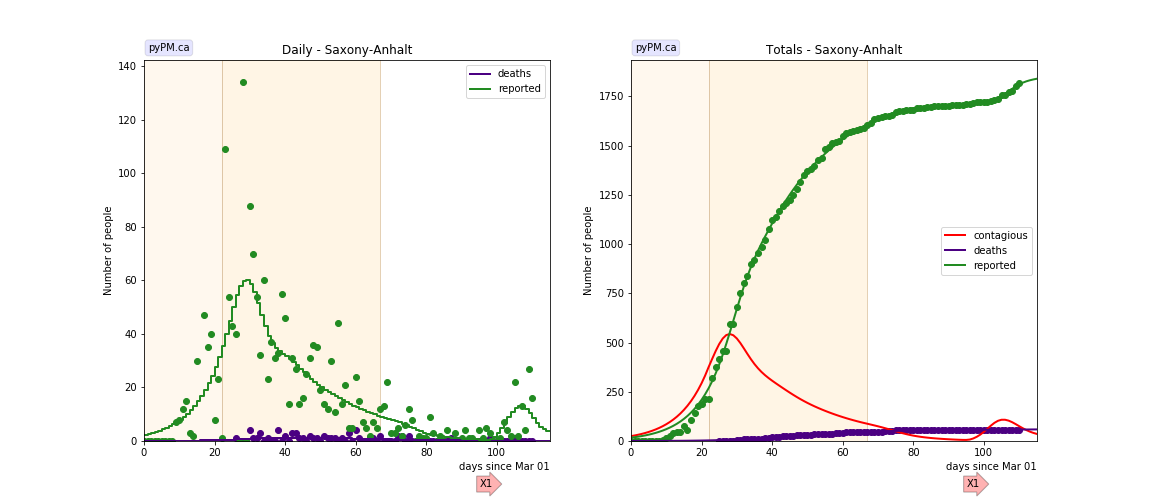 pyPM.ca
Daily - Saxony-Anhalt
deaths
reported
Number of people
140
120
100
80
60
40
20
0
0 20 40 60 80 100
days since Mar 01
X1
pyPM.ca
Totals - Saxony-Anhalt
contagious
deaths
reported
Number of people
1750
1500
1250
1000
750
500
250
0
0 20 40 60 80 100
days since Mar 01
X1